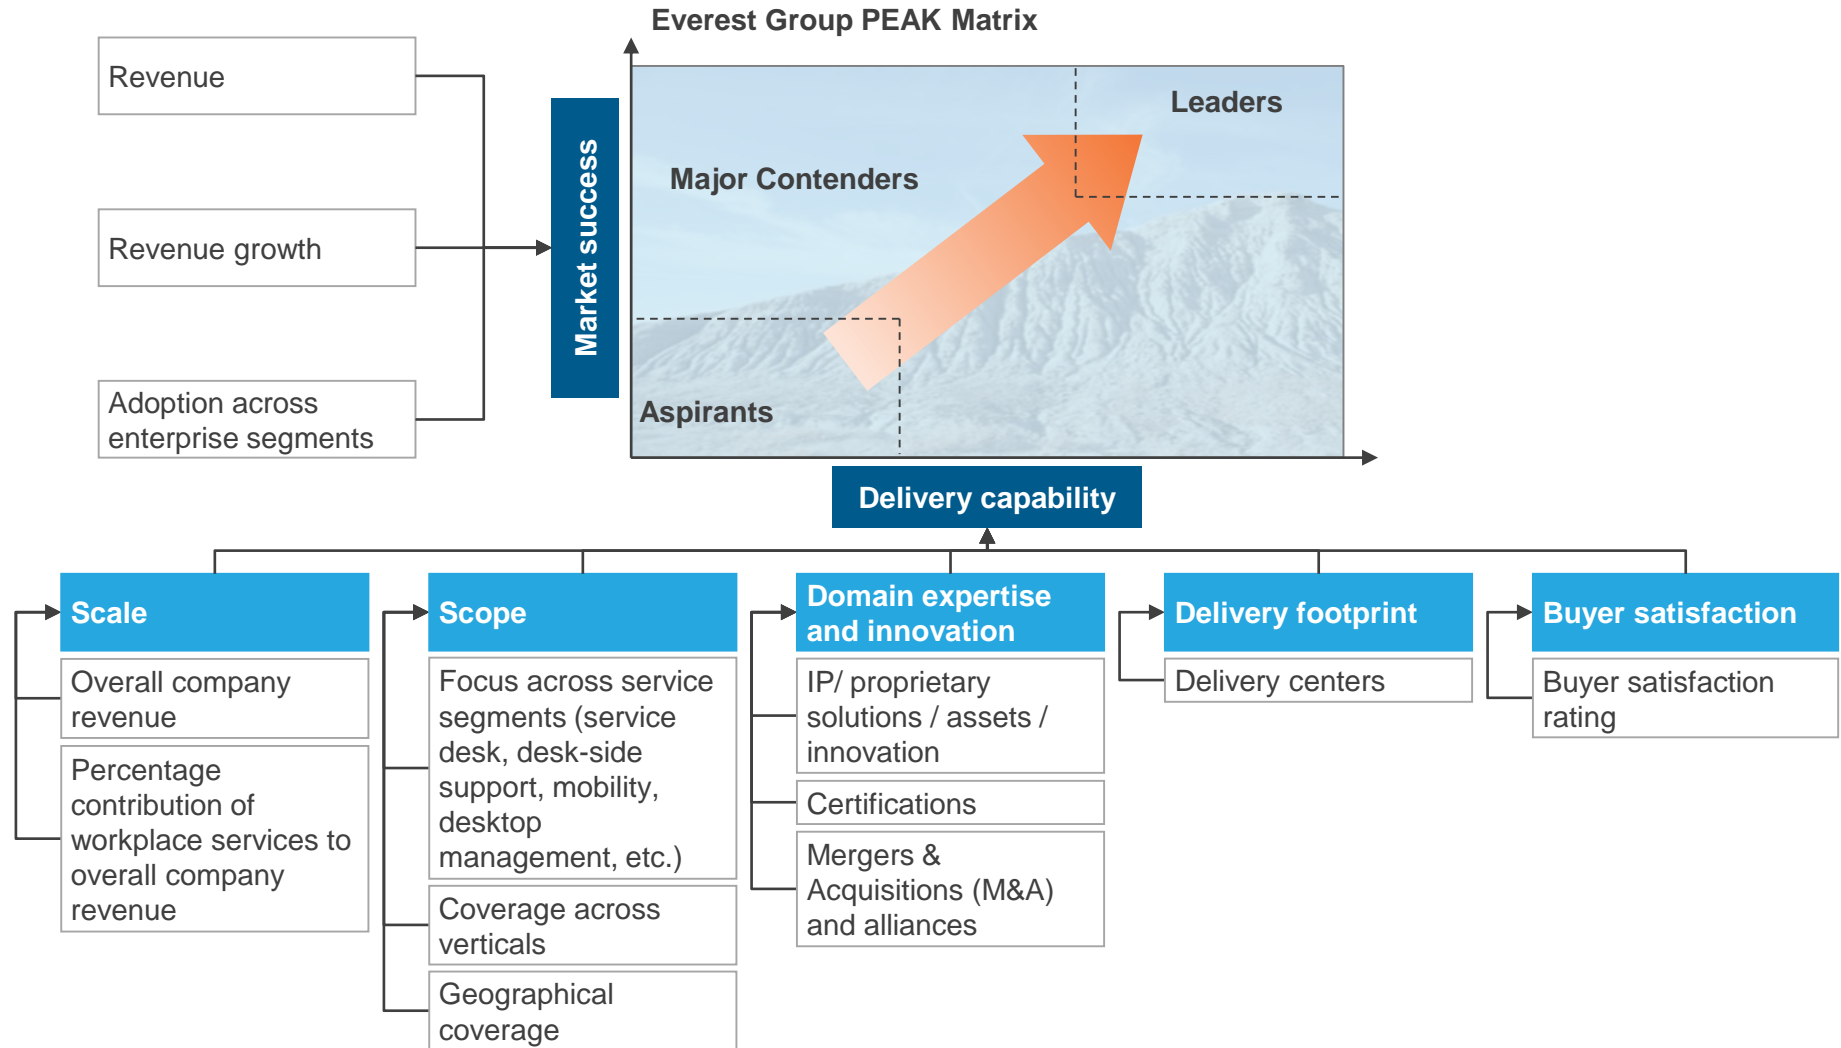 Everest Group PEAK Matrix
Revenue
Revenue growth
Adoption across
enterprise segments
Market success
Leaders
Major Contenders
Aspirants
Delivery capability
Scale
Overall company
revenue
Percentage
contribution of
workplace services to
overall company
revenue
Scope
Focus across service
segments (service
desk, desk-side
support, mobility,
desktop
management, etc.)
Coverage across
verticals
Geographical
coverage
Domain expertise
and innovation
IP/ proprietary
solutions / assets /
innovation
Certifications
Mergers &
Acquisitions (M&A)
and alliances
Delivery footprint
Delivery centers
Buyer satisfaction
Buyer satisfaction
rating